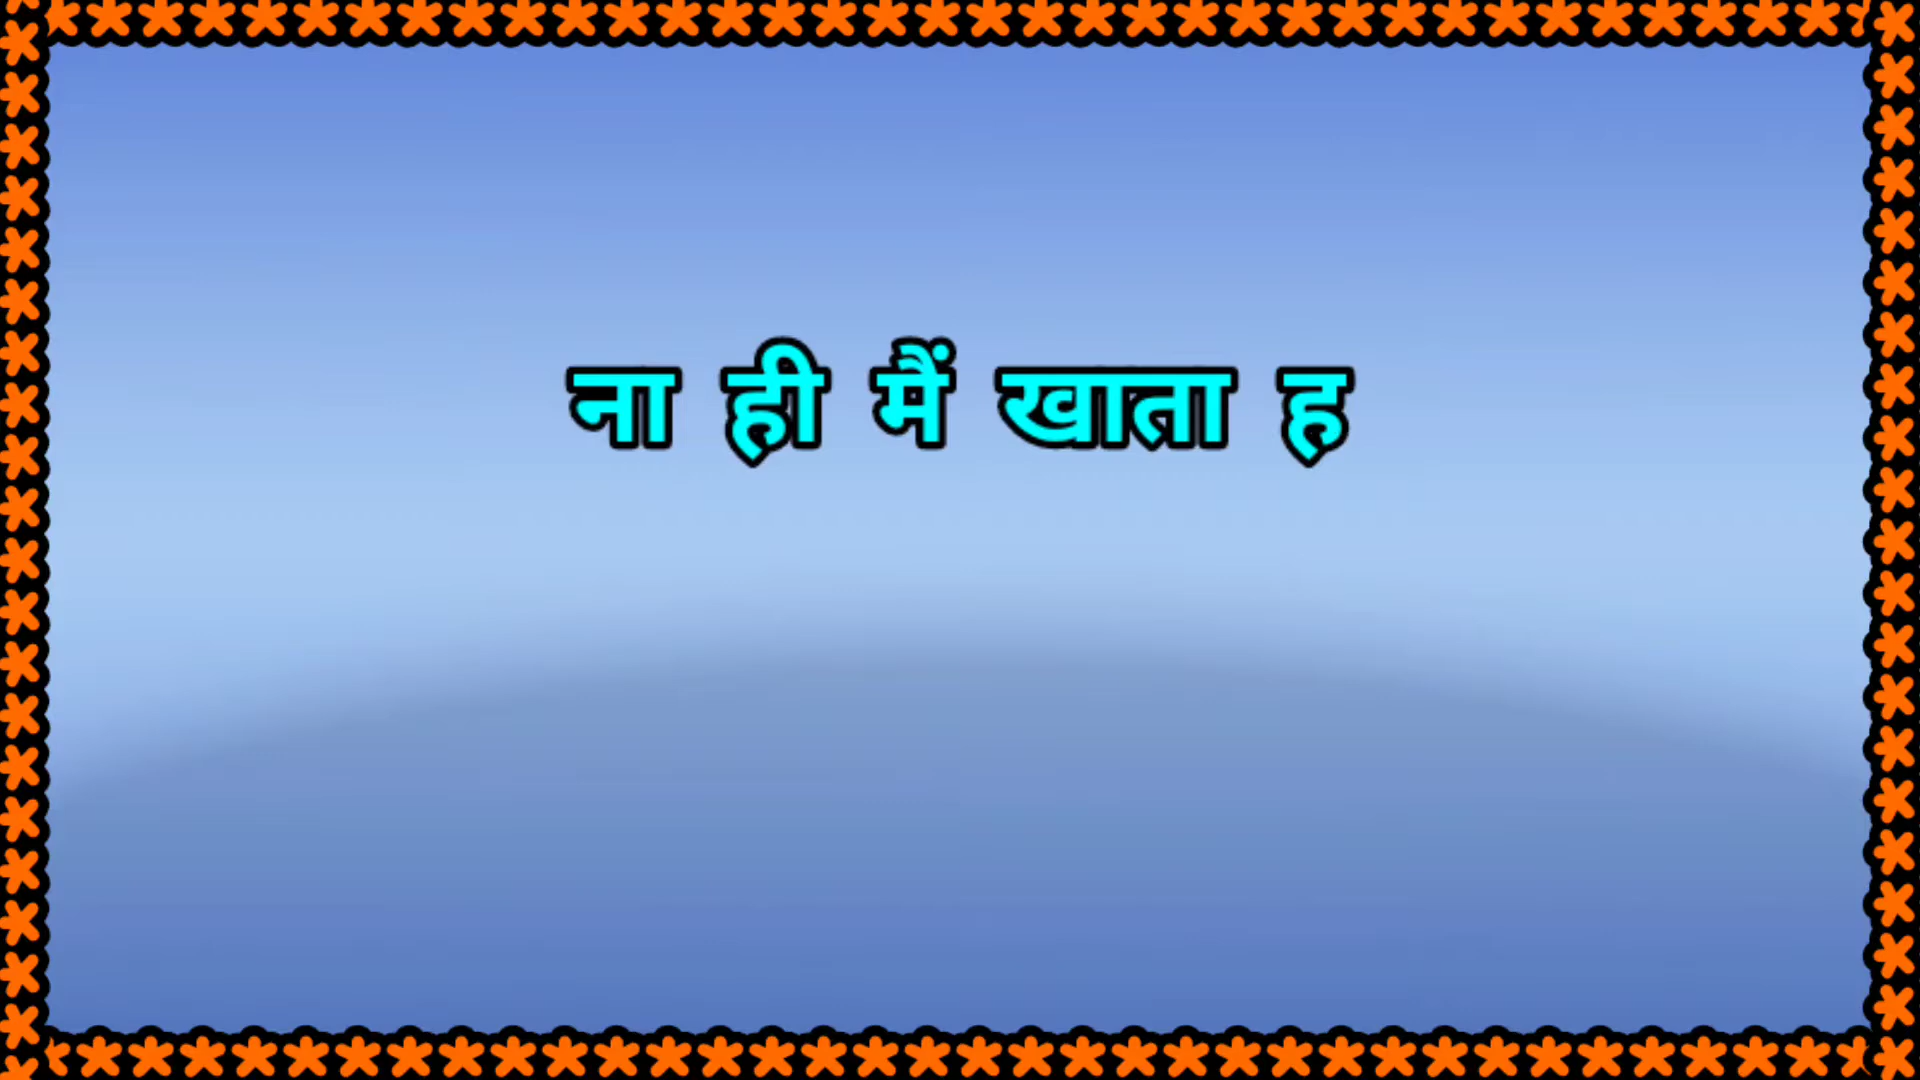 ना ही मैं खाता ह